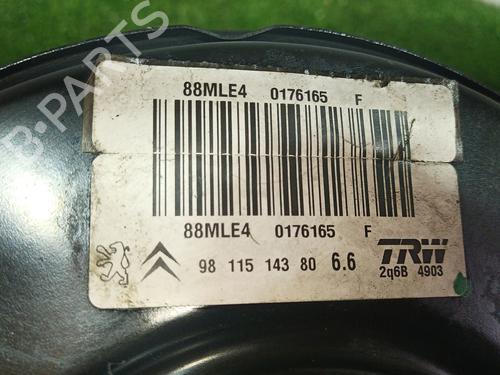 B-PARTS
88MLE4 0176165 F
88MLE4 0176165 F
98 115 143 80 6.6
TRW
2q6B 4903